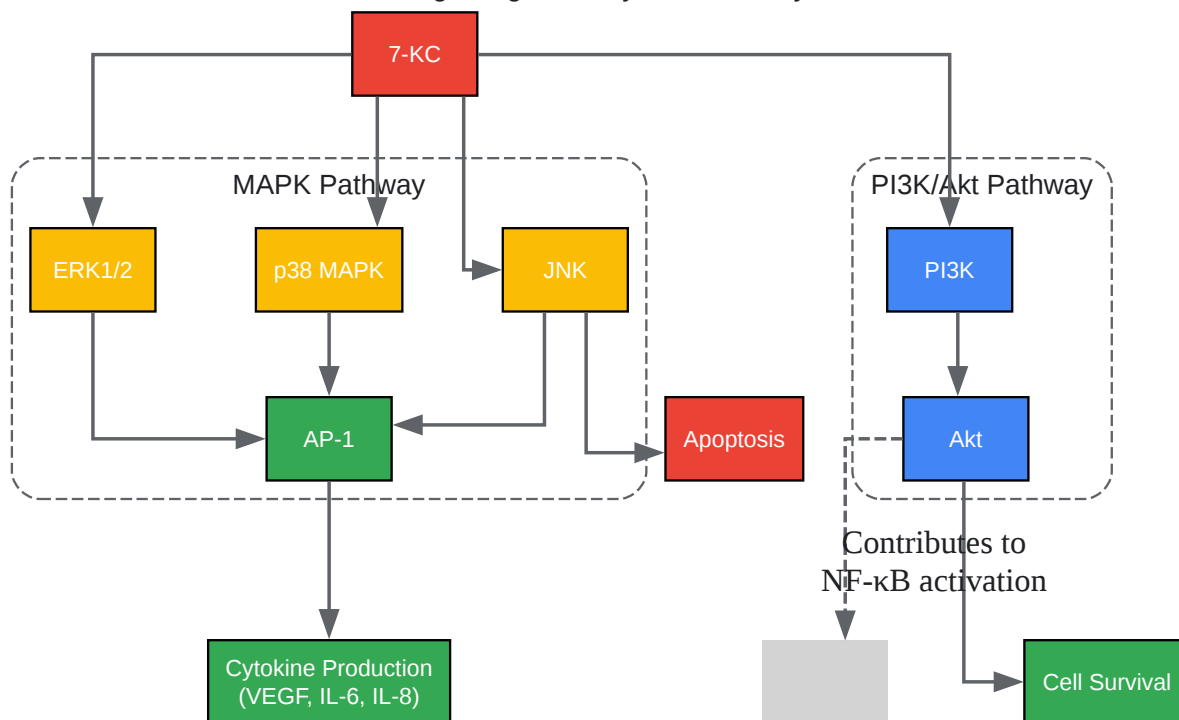 7-KC
MAPK Pathway
PI3K/Akt Pathway
ERK1/2
p38 MAPK
JNK
PI3K
AP-1
Apoptosis
Akt
Contributes to
NF-κB activation
Cytokine Production
(VEGF, IL-6, IL-8)
Cell Survival